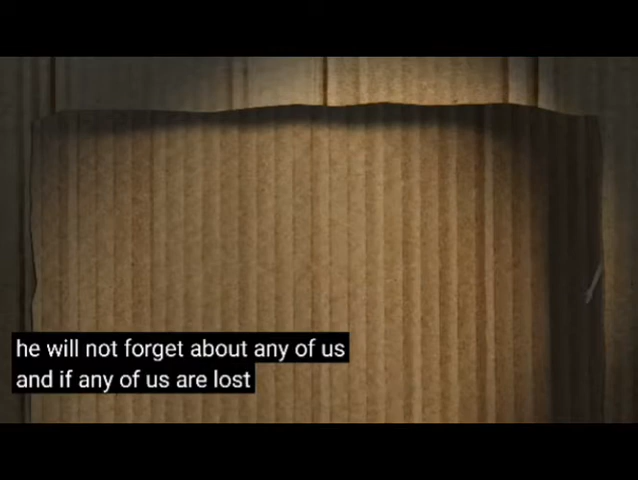 he will not forget about any of us
and if any of us are lost